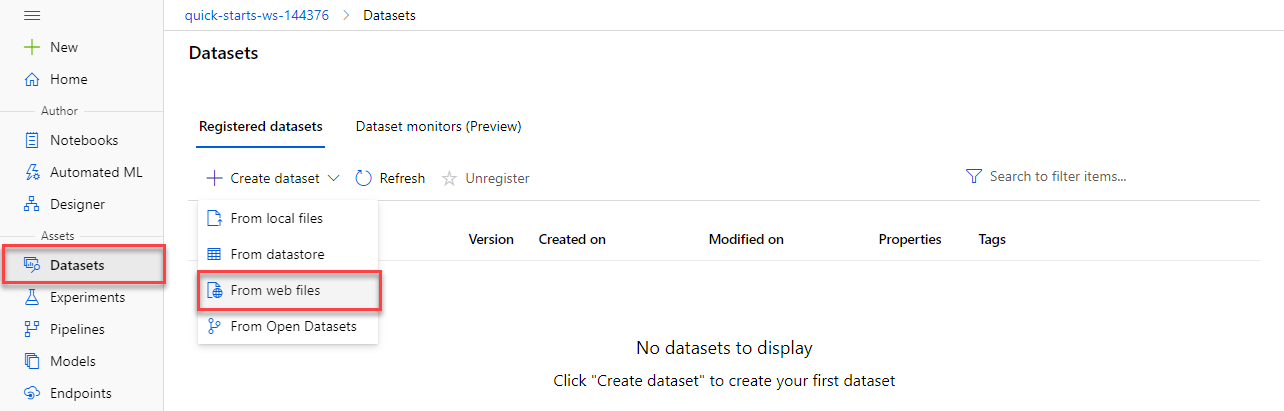 quick-starts-ws-144376 > Datasets
New
Home
Author
Notebooks
Automated ML
Designer
Assets
Datasets
Experiments
Pipelines
Models
Endpoints
Datasets
Registered datasets Dataset monitors (Preview)
Create dataset Refresh Unregister Search to filter items...
From local files
From datastore
From web files
From Open Datasets
Version Created on Modified on Properties Tags
No datasets to display
Click "Create dataset" to create your first dataset